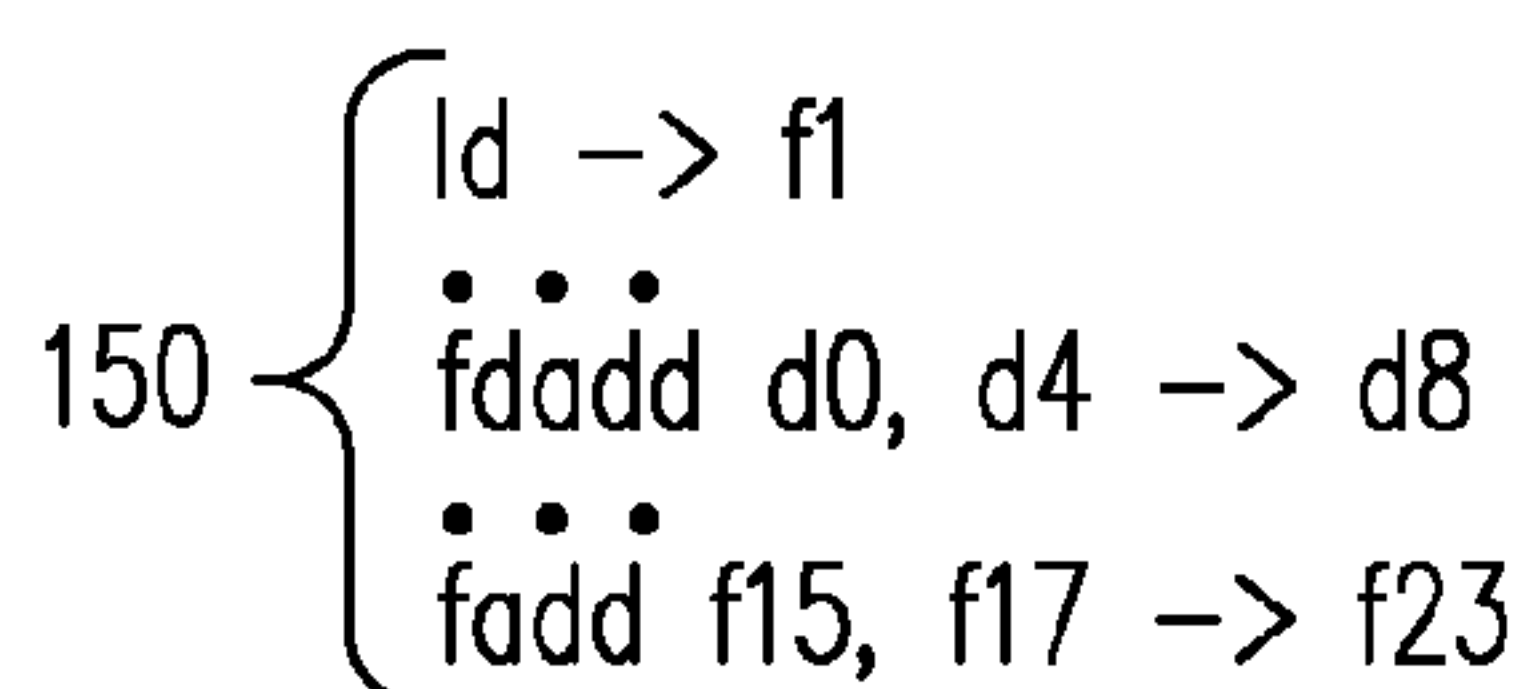 ld -> f1
• • •
150 fdadd d0, d4 -> d8
• • •
fadd f15, f17 -> f23